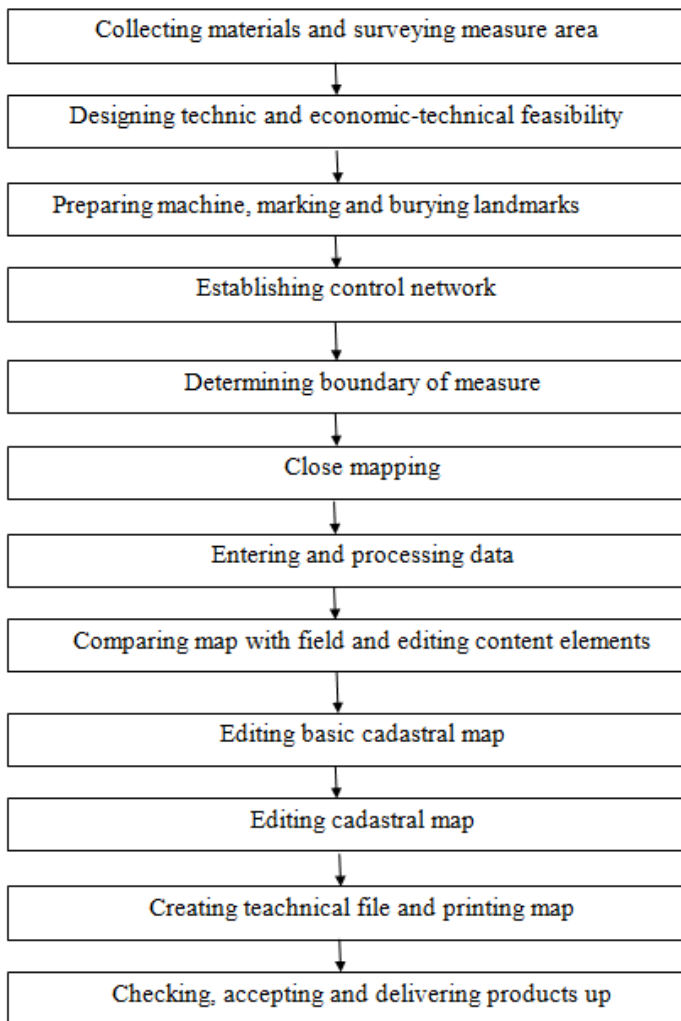 Collecting materials and surveying measure area
Designing technic and economic-technical feasibility
Preparing machine, marking and burying landmarks
Establishing control network
Determining boundary of measure
Close mapping
Entering and processing data
Comparing map with field and editing content elements
Editing basic cadastral map
Editing cadastral map
Creating teachnical file and printing map
Checking, accepting and delivering products up